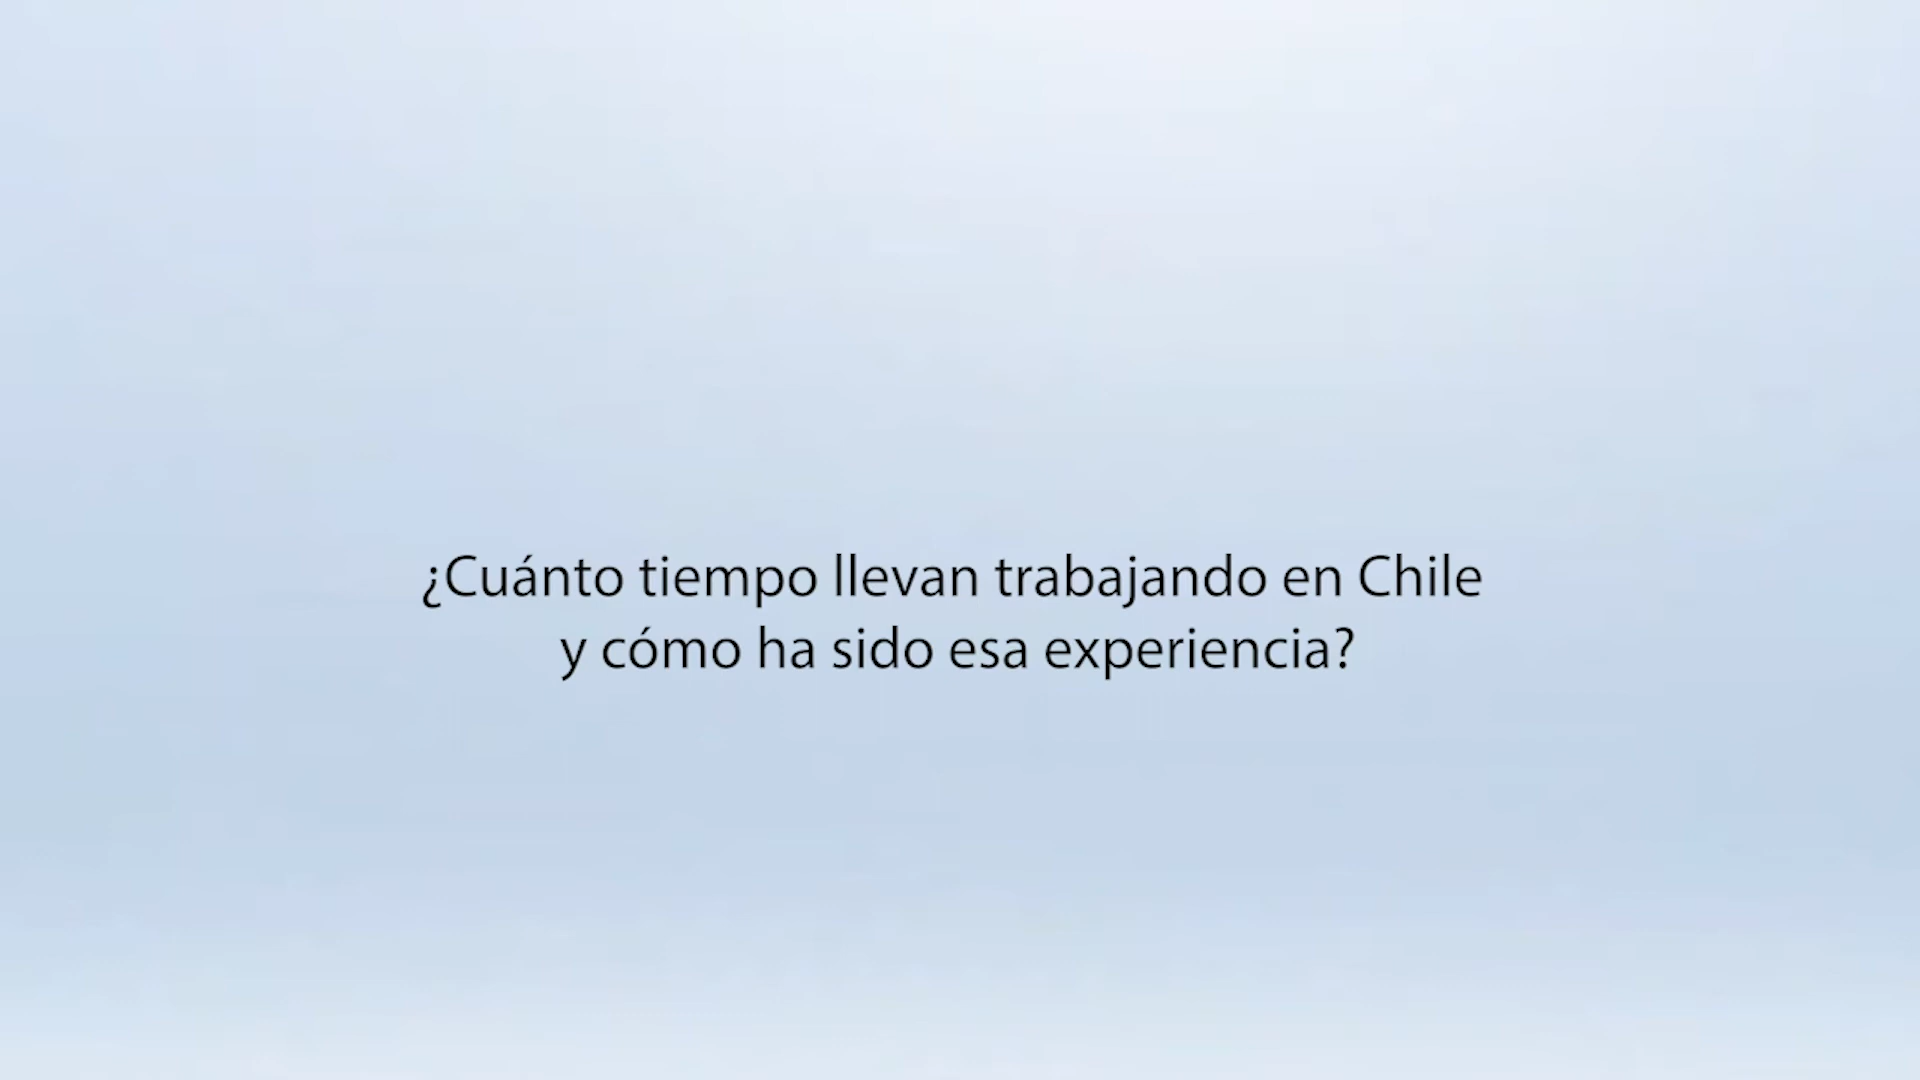 ¿Cuánto tiempo llevan trabajando en Chile
y cómo ha sido esa experiencia?